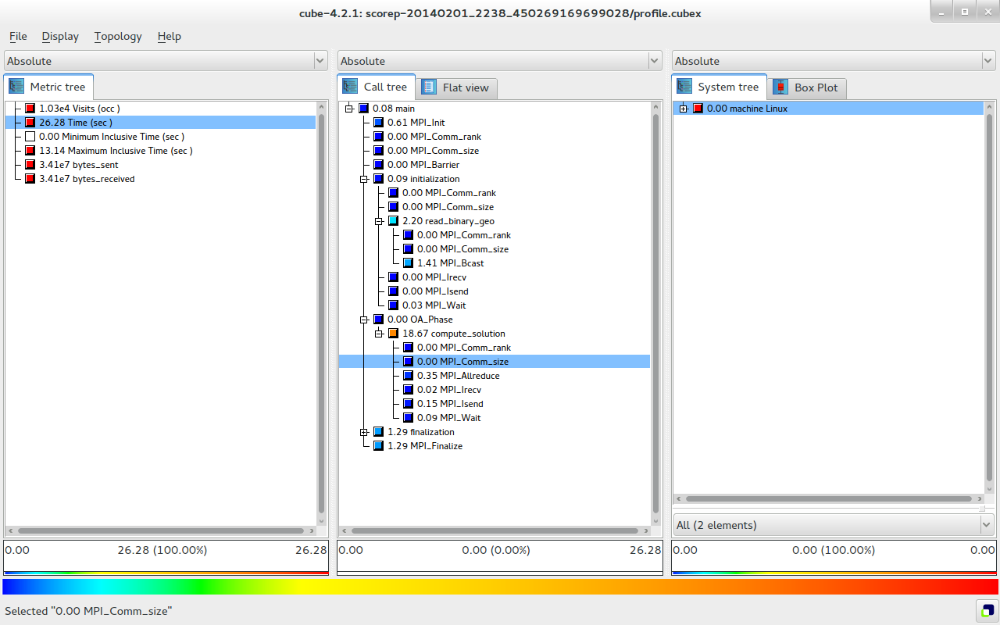 cube-4.2.1: scorep-20140201_2238_450269169699028/profile.cubex
File Display Topology Help
Absolute
Metric tree
1.03e4 Visits (occ )
26.28 Time (sec )
0.00 Minimum Inclusive Time (sec )
13.14 Maximum Inclusive Time (sec )
3.41e7 bytes_sent
3.41e7 bytes_received
0.00 26.28 (100.00%) 26.28
Absolute
Call tree Flat view
0.08 main
0.61 MPI_Init
0.00 MPI_Comm_rank
0.00 MPI_Comm_size
0.00 MPI_Barrier
0.09 initialization
0.00 MPI_Comm_rank
0.00 MPI_Comm_size
2.20 read_binary_geo
0.00 MPI_Comm_rank
0.00 MPI_Comm_size
1.41 MPI_Bcast
0.00 MPI_Irecv
0.00 MPI_Isend
0.03 MPI_Wait
0.00 OA_Phase
18.67 compute_solution
0.00 MPI_Comm_rank
0.00 MPI_Comm_size
0.35 MPI_Allreduce
0.02 MPI_Irecv
0.15 MPI_Isend
0.09 MPI_Wait
1.29 finalization
1.29 MPI_Finalize
0.00 0.00 (0.00%) 26.28
Absolute
System tree Box Plot
0.00 machine Linux
All (2 elements)
0.00 0.00 (100.00%) 0.00
Selected "0.00 MPI_Comm_size"